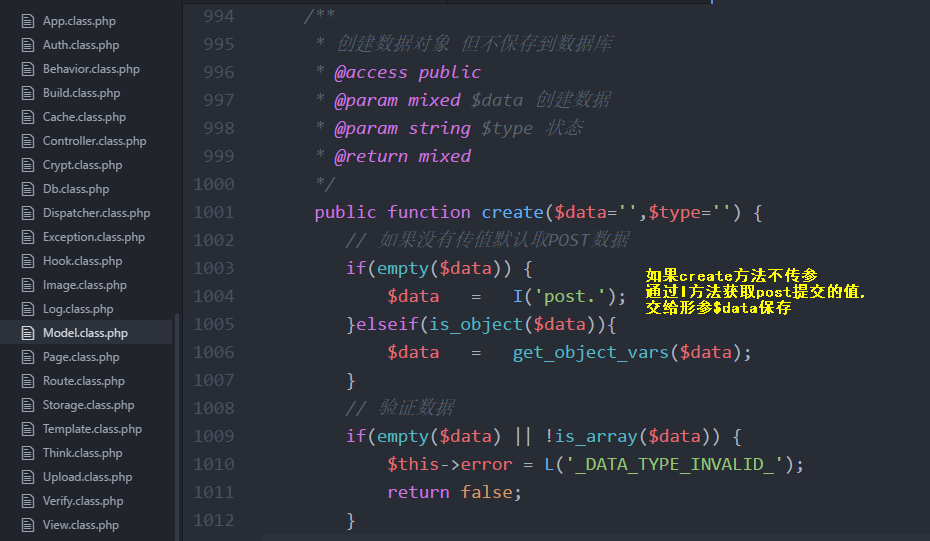 App.class.php
Auth.class.php
Behavior.class.php
Build.class.php
Cache.class.php
Controller.class.php
Crypt.class.php
Db.class.php
Dispatcher.class.php
Exception.class.php
Hook.class.php
Image.class.php
Log.class.php
Model.class.php
Page.class.php
Route.class.php
Storage.class.php
Template.class.php
Think.class.php
Upload.class.php
Verify.class.php
View.class.php
994 /**
995 * 创建数据对象 但不保存到数据库
996 * @access public
997 * @param mixed $data 创建数据
998 * @param string $type 状态
999 * @return mixed
1000 */
1001 public function create($data='',$type='') {
1002 // 如果没有传值默认取POST数据
1003 if(empty($data)) {
1004 $data = I('post.');
1005 }elseif(is_object($data)){
1006 $data = get_object_vars($data);
1007 }
1008 // 验证数据
1009 if(empty($data) || !is_array($data)) {
1010 $this->error = L('_DATA_TYPE_INVALID_');
1011 return false;
1012 }
如果create方法不传参
通过I方法获取post提交的值,
交给形参$data保存